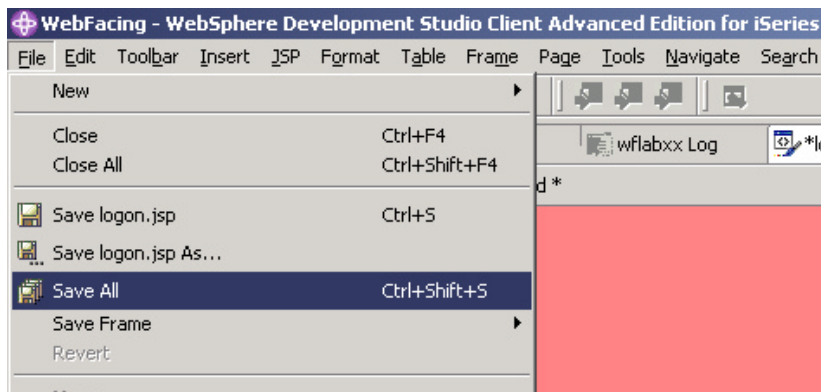 WebFacing - WebSphere Development Studio Client Advanced Edition for iSeries
File Edit Toolbar Insert JSP Format Table Frame Page Tools Navigate Search
New
Close Ctrl+F4
Close All Ctrl+Shift+F4
wflabxx Log
d *
Save logon.jsp Ctrl+S
Save logon.jsp As...
Save All Ctrl+Shift+S
Save Frame
Revert